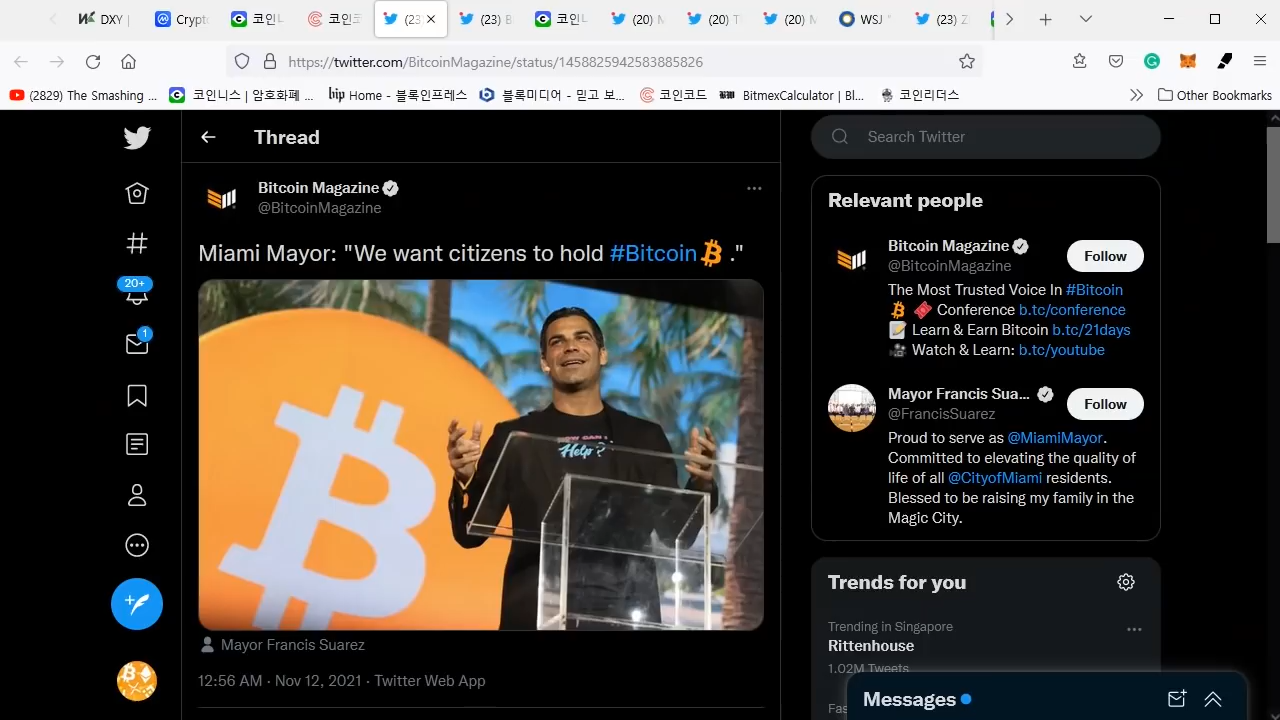 DXY |
Crypt
코인니
코인코
(23
(23) B
코인니
(20) M
(20) T
(20) M
WSJ
(23) Z
https://twitter.com/BitcoinMagazine/status/1458825942583885826
(2829) The Smashing ...
코인니스 | 암호화폐 ...
bip Home - 블록인프레스
블록미디어 - 믿고 보...
코인코드
BitmexCalculator | Bl...
코인리더스
Other Bookmarks
Thread
Bitcoin Magazine
@BitcoinMagazine
Miami Mayor: "We want citizens to hold #Bitcoin ."
HOW CAN I
Help?
Mayor Francis Suarez
12:56 AM · Nov 12, 2021 · Twitter Web App
20+
1
Search Twitter
Relevant people
Bitcoin Magazine
@BitcoinMagazine
Follow
The Most Trusted Voice In #Bitcoin
Conference b.tc/conference
Learn & Earn Bitcoin b.tc/21days
Watch & Learn: b.tc/youtube
Mayor Francis Sua...
@FrancisSuarez
Follow
Proud to serve as @MiamiMayor.
Committed to elevating the quality of
life of all @CityofMiami residents.
Blessed to be raising my family in the
Magic City.
Trends for you
Trending in Singapore
Rittenhouse
1.02M Tweets
Messages